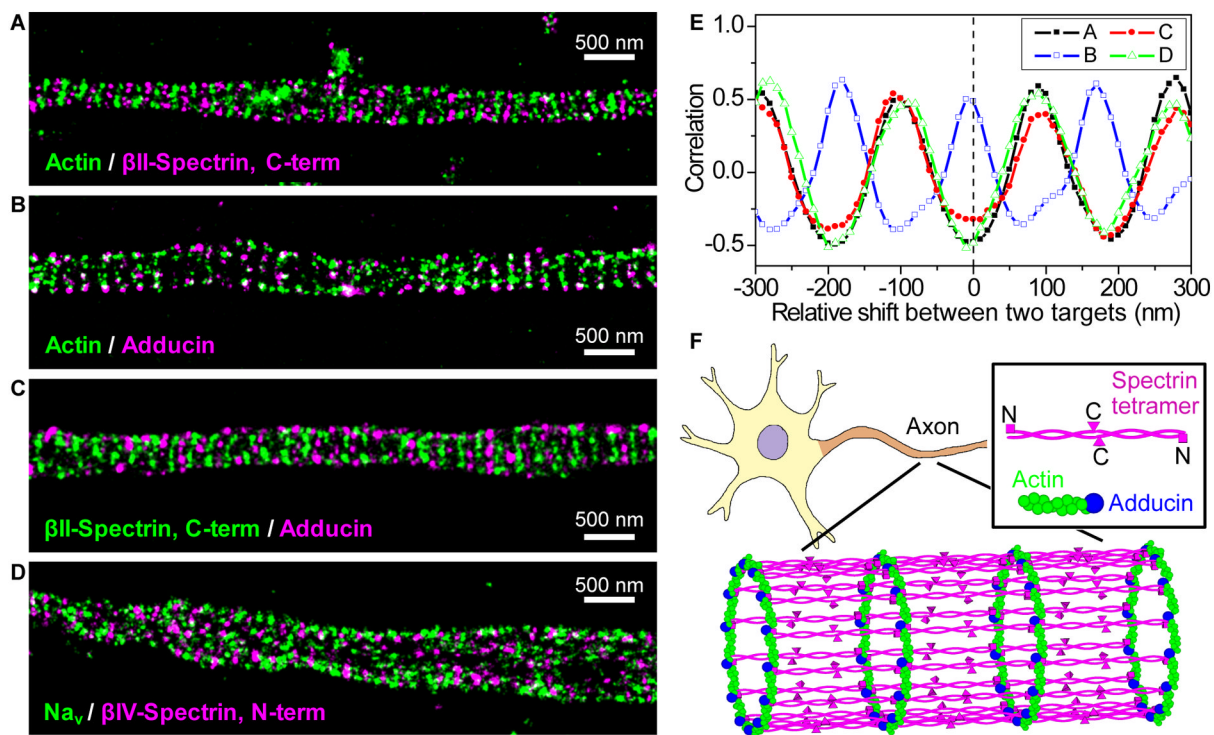 A
500 nm
Actin / βII-Spectrin, C-term
B
500 nm
Actin / Adducin
C
500 nm
βII-Spectrin, C-term / Adducin
D
500 nm
Nav / βIV-Spectrin, N-term
E
1.0
0.5
0.0
-0.5
Correlation
A
C
B
D
-300 -200 -100 0 100 200 300
Relative shift between two targets (nm)
F
Axon
Spectrin
tetramer
N
C
C
N
Actin
Adducin